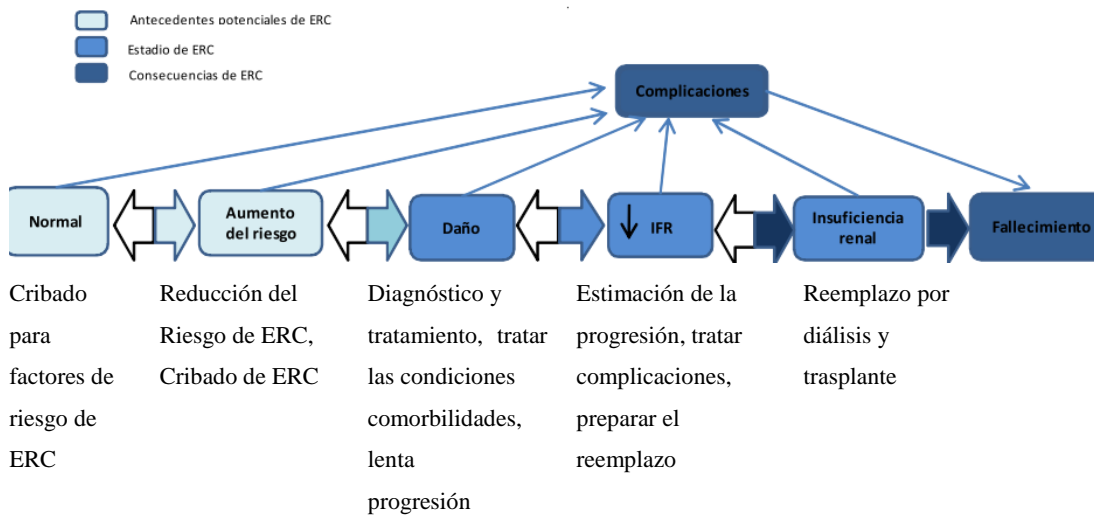 Antecedentes potenciales de ERC
Estadio de ERC
Consecuencias de ERC
Complicaciones
Normal
Aumento
del riesgo
Daño
IFR
Insuficiencia
renal
Fallecimiento
Cribado
para
factores de
riesgo de
ERC
Reducción del
Riesgo de ERC,
Cribado de ERC
Diagnóstico y
tratamiento, tratar
las condiciones
comorbilidades,
lenta
progresión
Estimación de la
progresión, tratar
complicaciones,
preparar el
reemplazo
Reemplazo por
diálisis y
trasplante